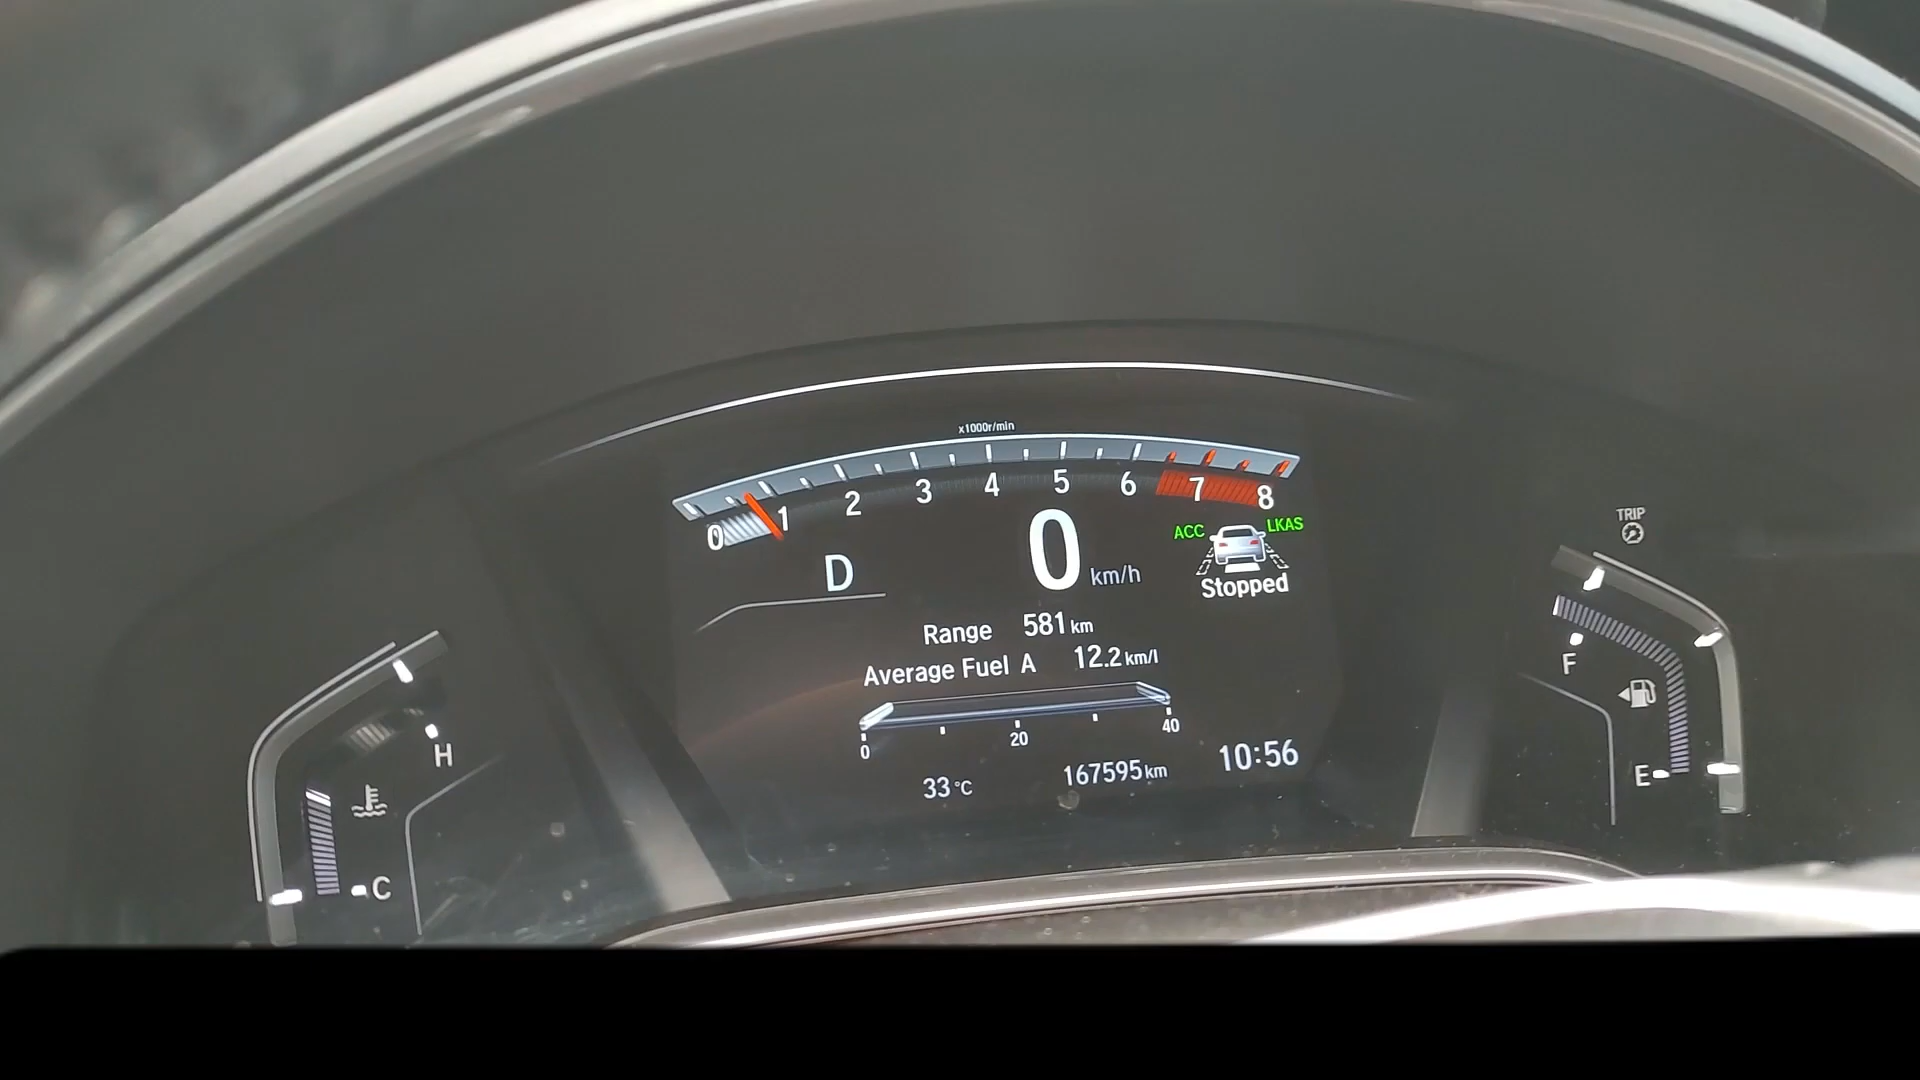 x1000r/min
0 1 2 3 4 5 6 7 8
D
0 km/h
ACC LKAS
Stopped
Range 581 km
Average Fuel A 12.2 km/l
0 20 40
33 °C 167595 km 10:56
H
C
TRIP
F
E